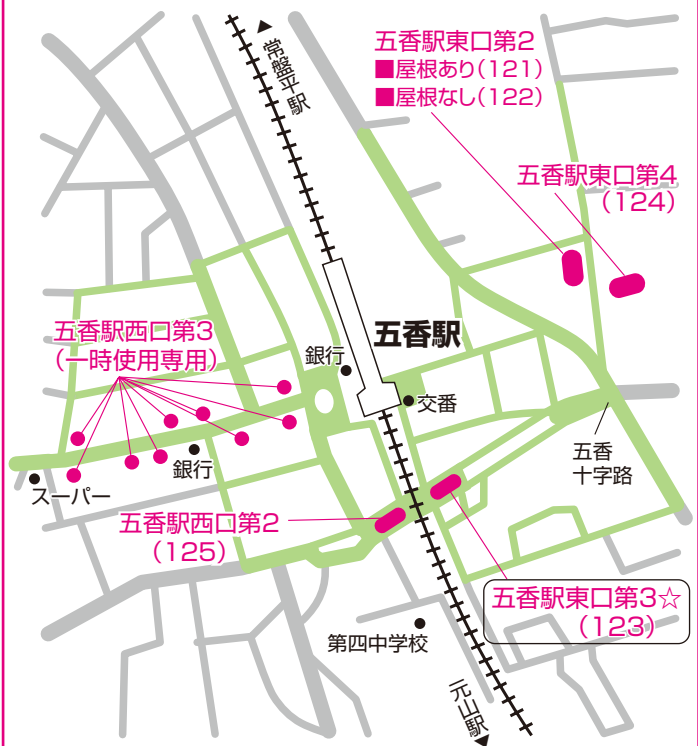 ▲
常盤平駅
五香駅東口第2
■屋根あり(121)
■屋根なし(122)
五香駅東口第4
(124)
五香駅西口第3
(一時使用専用)
銀行
五香駅
交番
五香
十字路
銀行
スーパー
五香駅西口第2
(125)
五香駅東口第3☆
(123)
第四中学校
元山駅
▼